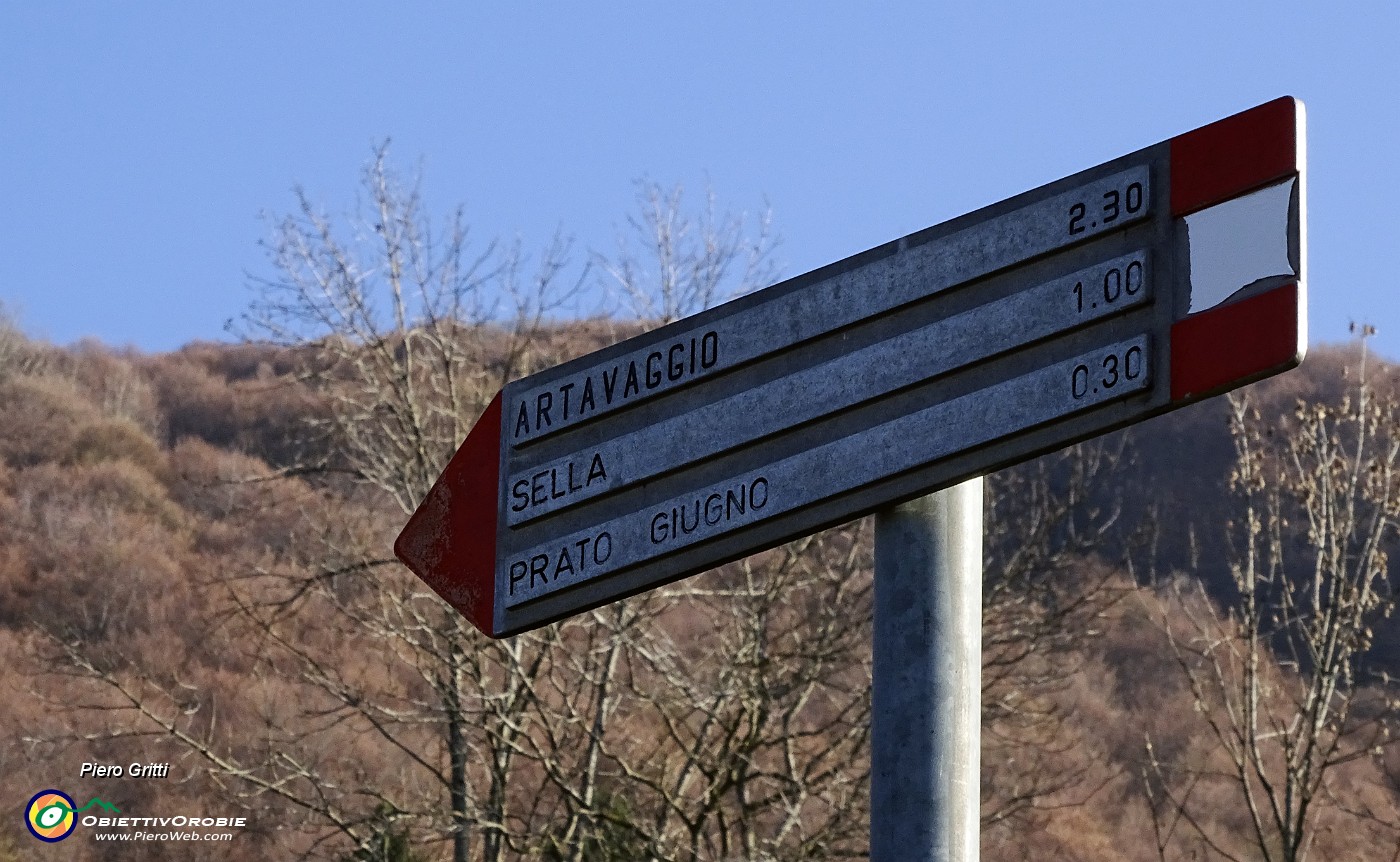 ARTAVAGGIO 2.30
SELLA 1.00
PRATO GIUGNO 0.30
Piero Gritti
OBIETTIVOROBIE
www.PieroWeb.com